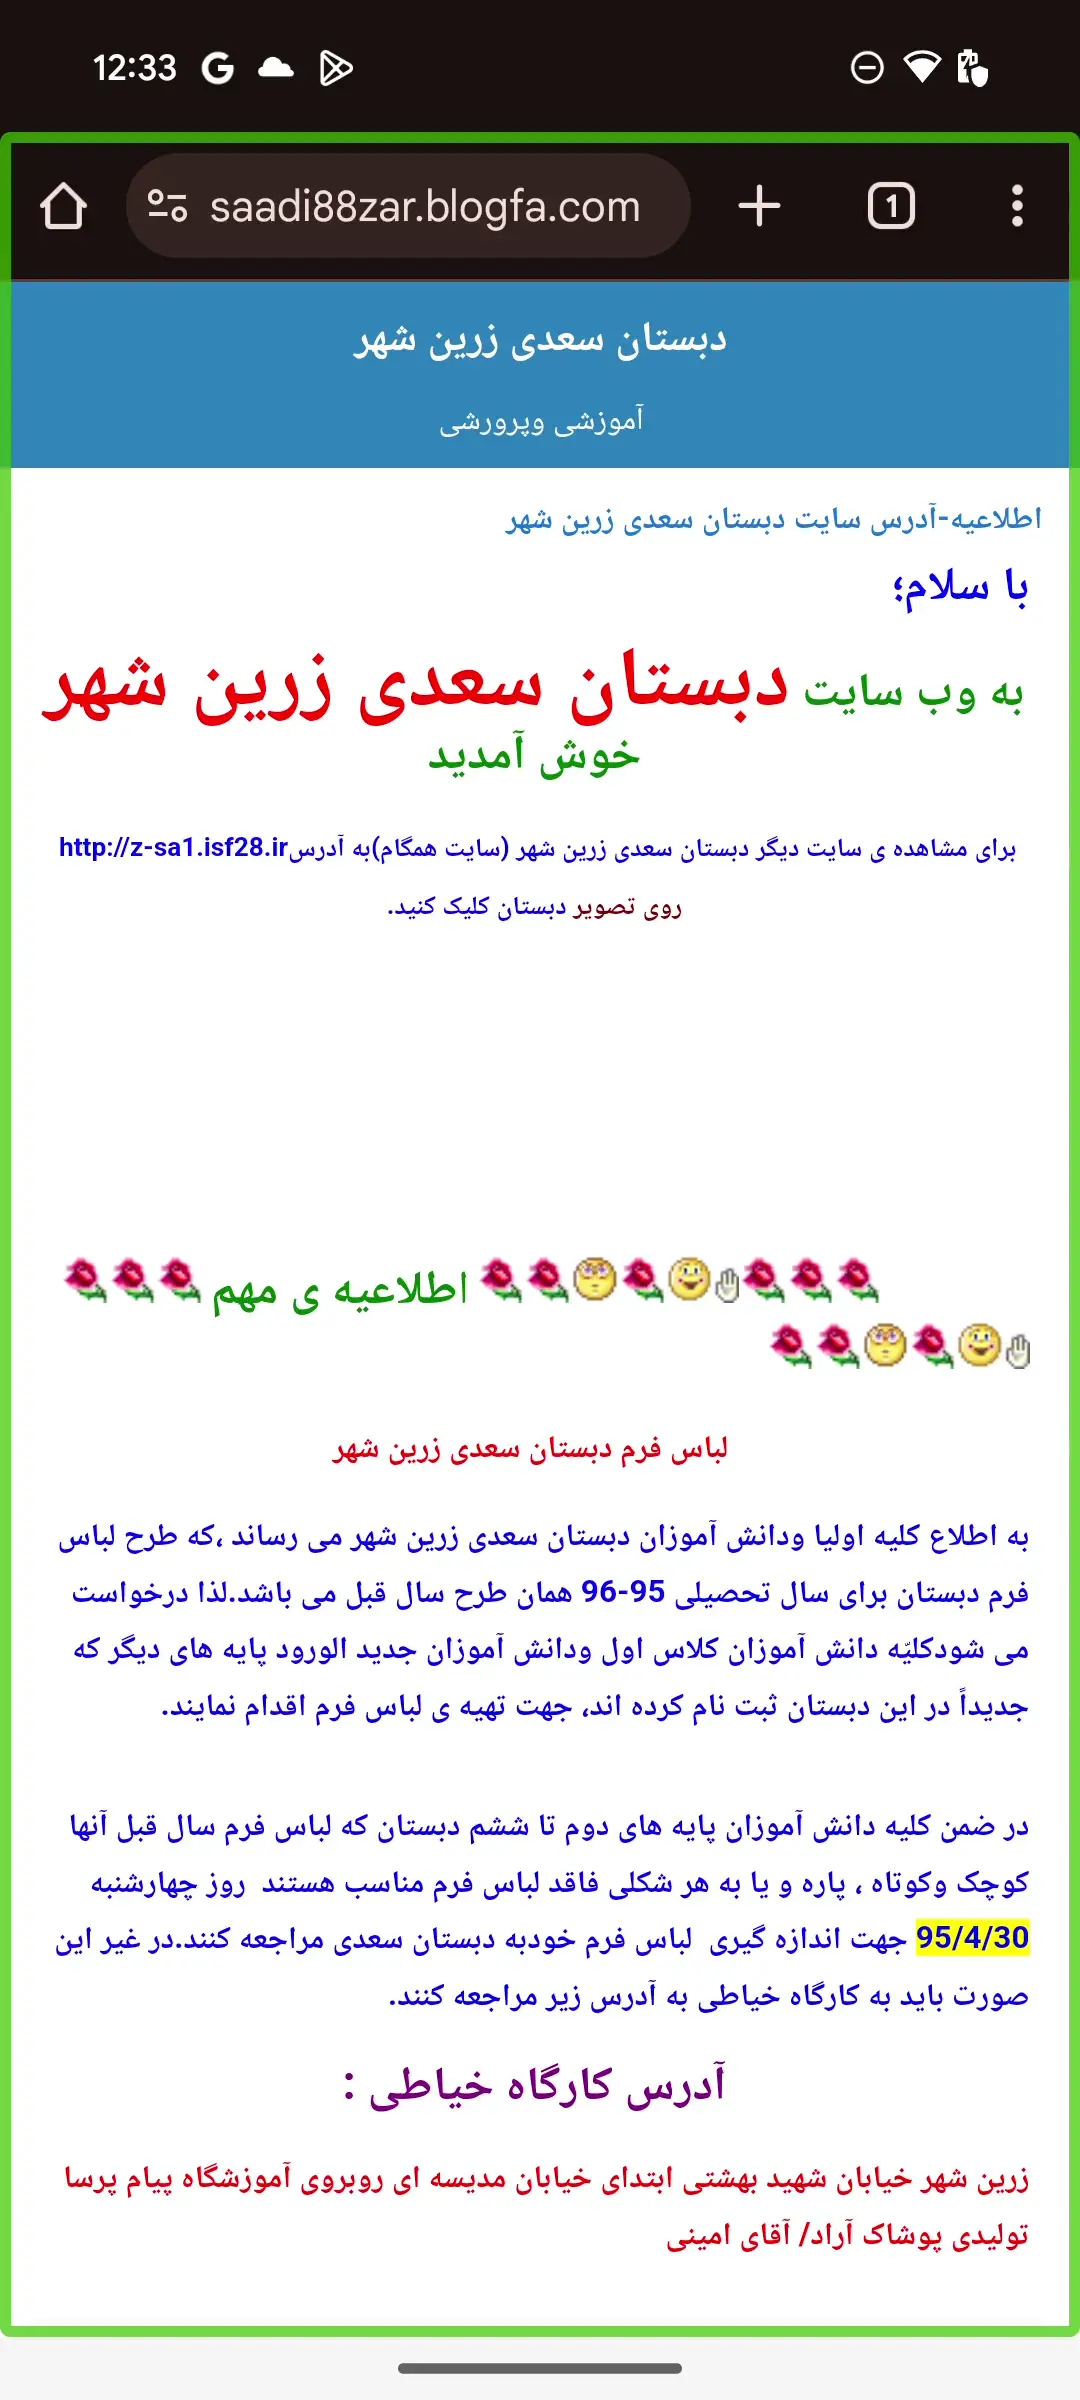 12:33
saadi88zar.blogfa.com
1
دبستان سعدی زرین شهر
آموزشی وپرورشی
اطلاعیه-آدرس سایت دبستان سعدی زرین شهر
با سلام؛
به وب سایت دبستان سعدی زرین شهر
خوش آمدید
برای مشاهده ی سایت دیگر دبستان سعدی زرین شهر (سایت همگام)به آدرسhttp://z-sa1.isf28.ir
روی تصویر دبستان کلیک کنید.
اطلاعیه ی مهم
لباس فرم دبستان سعدی زرین شهر
به اطلاع کلیه اولیا ودانش آموزان دبستان سعدی زرین شهر می رساند ،که طرح لباس
فرم دبستان برای سال تحصیلی 95-96 همان طرح سال قبل می باشد.لذا درخواست
می شودکلیّه دانش آموزان کلاس اول ودانش آموزان جدید الورود پایه های دیگر که
جدیداً در این دبستان ثبت نام کرده اند، جهت تهیه ی لباس فرم اقدام نمایند.
در ضمن کلیه دانش آموزان پایه های دوم تا ششم دبستان که لباس فرم سال قبل آنها
کوچک وکوتاه ، پاره و یا به هر شکلی فاقد لباس فرم مناسب هستند روز چهارشنبه
95/4/30 جهت اندازه گیری لباس فرم خودبه دبستان سعدی مراجعه کنند.در غیر این
صورت باید به کارگاه خیاطی به آدرس زیر مراجعه کنند.
آدرس کارگاه خیاطی :
زرین شهر خیابان شهید بهشتی ابتدای خیابان مدیسه ای روبروی آموزشگاه پیام پرسا
تولیدی پوشاک آراد/ آقای امینی